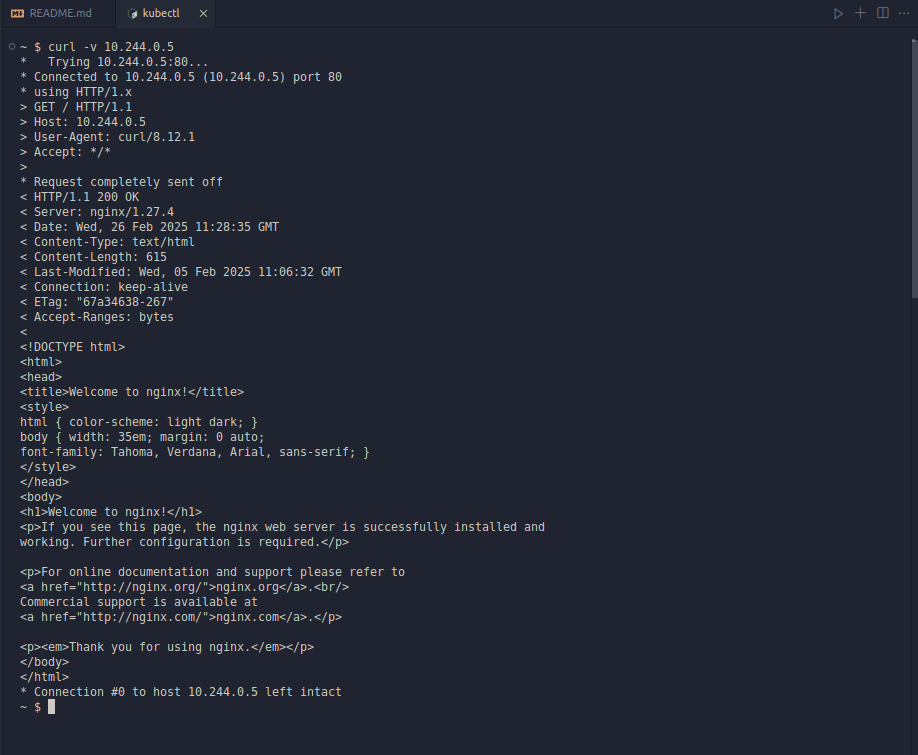 README.md
kubectl
~ $ curl -v 10.244.0.5
*   Trying 10.244.0.5:80...
* Connected to 10.244.0.5 (10.244.0.5) port 80
* using HTTP/1.x
> GET / HTTP/1.1
> Host: 10.244.0.5
> User-Agent: curl/8.12.1
> Accept: */*
>
* Request completely sent off
< HTTP/1.1 200 OK
< Server: nginx/1.27.4
< Date: Wed, 26 Feb 2025 11:28:35 GMT
< Content-Type: text/html
< Content-Length: 615
< Last-Modified: Wed, 05 Feb 2025 11:06:32 GMT
< Connection: keep-alive
< ETag: "67a34638-267"
< Accept-Ranges: bytes
<
<!DOCTYPE html>
<html>
<head>
<title>Welcome to nginx!</title>
<style>
html { color-scheme: light dark; }
body { width: 35em; margin: 0 auto;
font-family: Tahoma, Verdana, Arial, sans-serif; }
</style>
</head>
<body>
<h1>Welcome to nginx!</h1>
<p>If you see this page, the nginx web server is successfully installed and
working. Further configuration is required.</p>

<p>For online documentation and support please refer to
<a href="http://nginx.org/">nginx.org</a>.<br/>
Commercial support is available at
<a href="http://nginx.com/">nginx.com</a>.</p>

<p><em>Thank you for using nginx.</em></p>
</body>
</html>
* Connection #0 to host 10.244.0.5 left intact
~ $